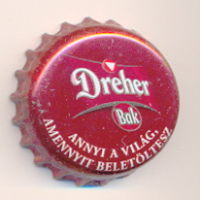 Dreher
Bak
ANNYI A VILÁG,
AMENNYIT BELETÖLTESZ